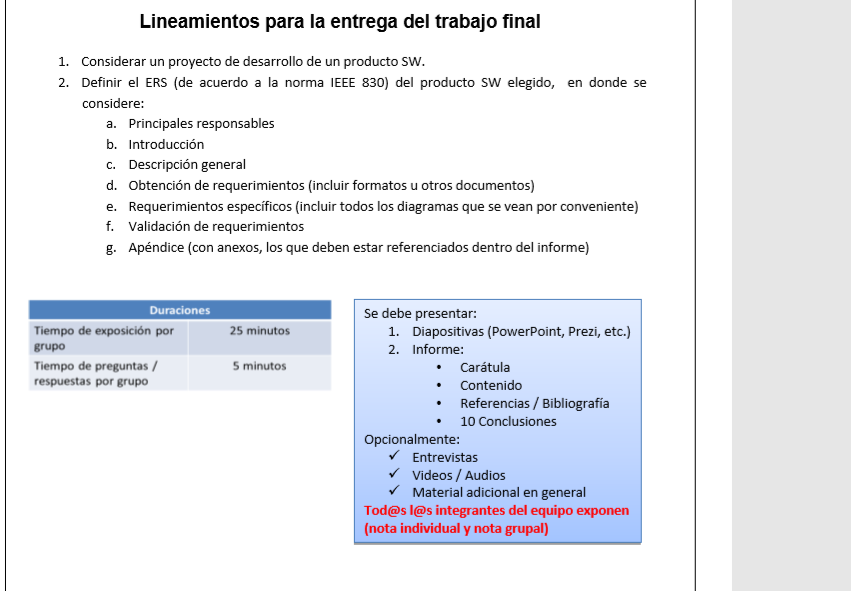 Lineamientos para la entrega del trabajo final
1. Considerar un proyecto de desarrollo de un producto SW.
2. Definir el ERS (de acuerdo a la norma IEEE 830) del producto SW elegido, en donde se
considere:
a. Principales responsables
b. Introducción
c. Descripción general
d. Obtención de requerimientos (incluir formatos u otros documentos)
e. Requerimientos específicos (incluir todos los diagramas que se vean por conveniente)
f. Validación de requerimientos
g. Apéndice (con anexos, los que deben estar referenciados dentro del informe)
Duraciones
Tiempo de exposición por 25 minutos
grupo
Tiempo de preguntas / 5 minutos
respuestas por grupo
Se debe presentar:
1. Diapositivas (PowerPoint, Prezi, etc.)
2. Informe:
• Carátula
• Contenido
• Referencias / Bibliografía
• 10 Conclusiones
Opcionalmente:
✓ Entrevistas
✓ Videos / Audios
✓ Material adicional en general
Tod@s l@s integrantes del equipo exponen
(nota individual y nota grupal)